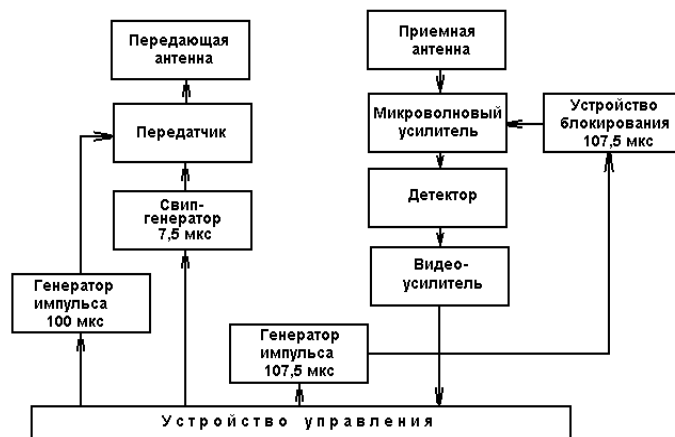 Передающая
антенна
Приемная
антенна
Передатчик
Микроволновый
усилитель
Устройство
блокирования
107,5 мкс
Свип-
генератор
7,5 мкс
Детектор
Видео-
усилитель
Генератор
импульса
100 мкс
Генератор
импульса
107,5 мкс
Устройство управления